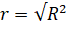 r = √R²